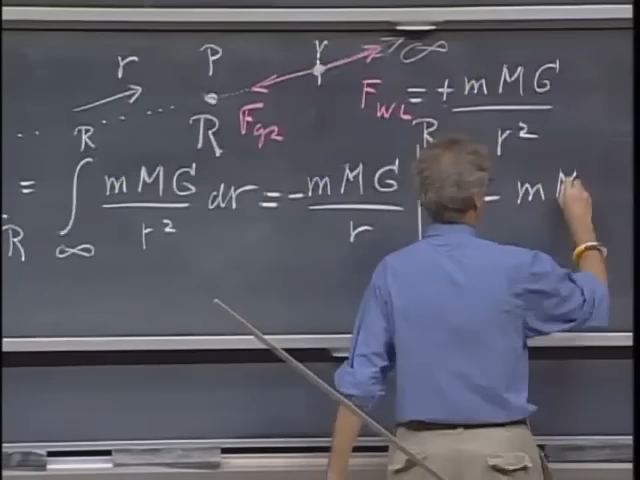 r P r ∞
R F_gr F_WL = + mMG / r²
= ∫_∞^R mMG / r² dr = - mMG / r |^R - mM
R